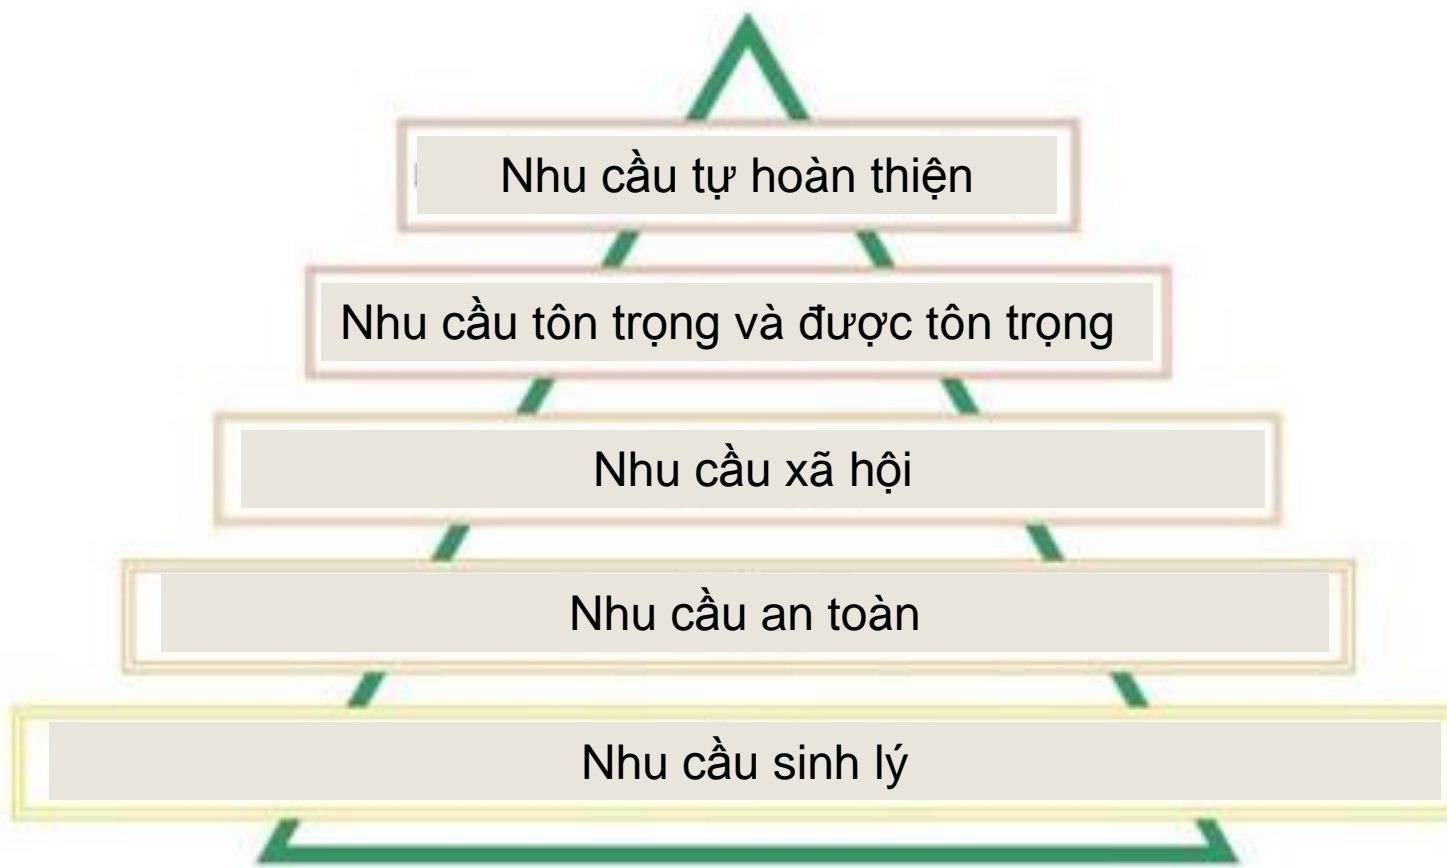 Nhu cầu tự hoàn thiện
Nhu cầu tôn trọng và được tôn trọng
Nhu cầu xã hội
Nhu cầu an toàn
Nhu cầu sinh lý